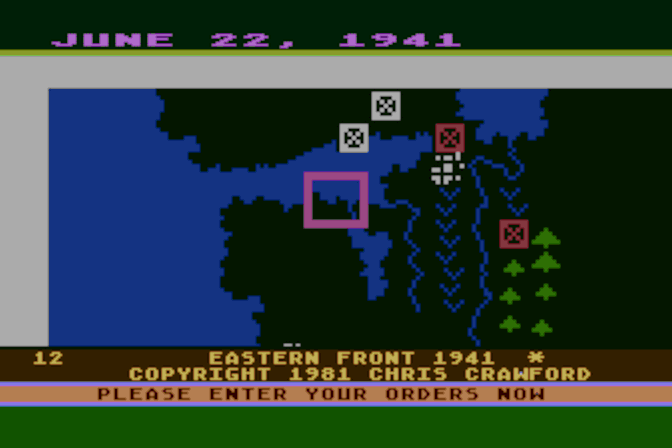 JUNE 22, 1941
12 EASTERN FRONT 1941 *
COPYRIGHT 1981 CHRIS CRAWFORD
PLEASE ENTER YOUR ORDERS NOW